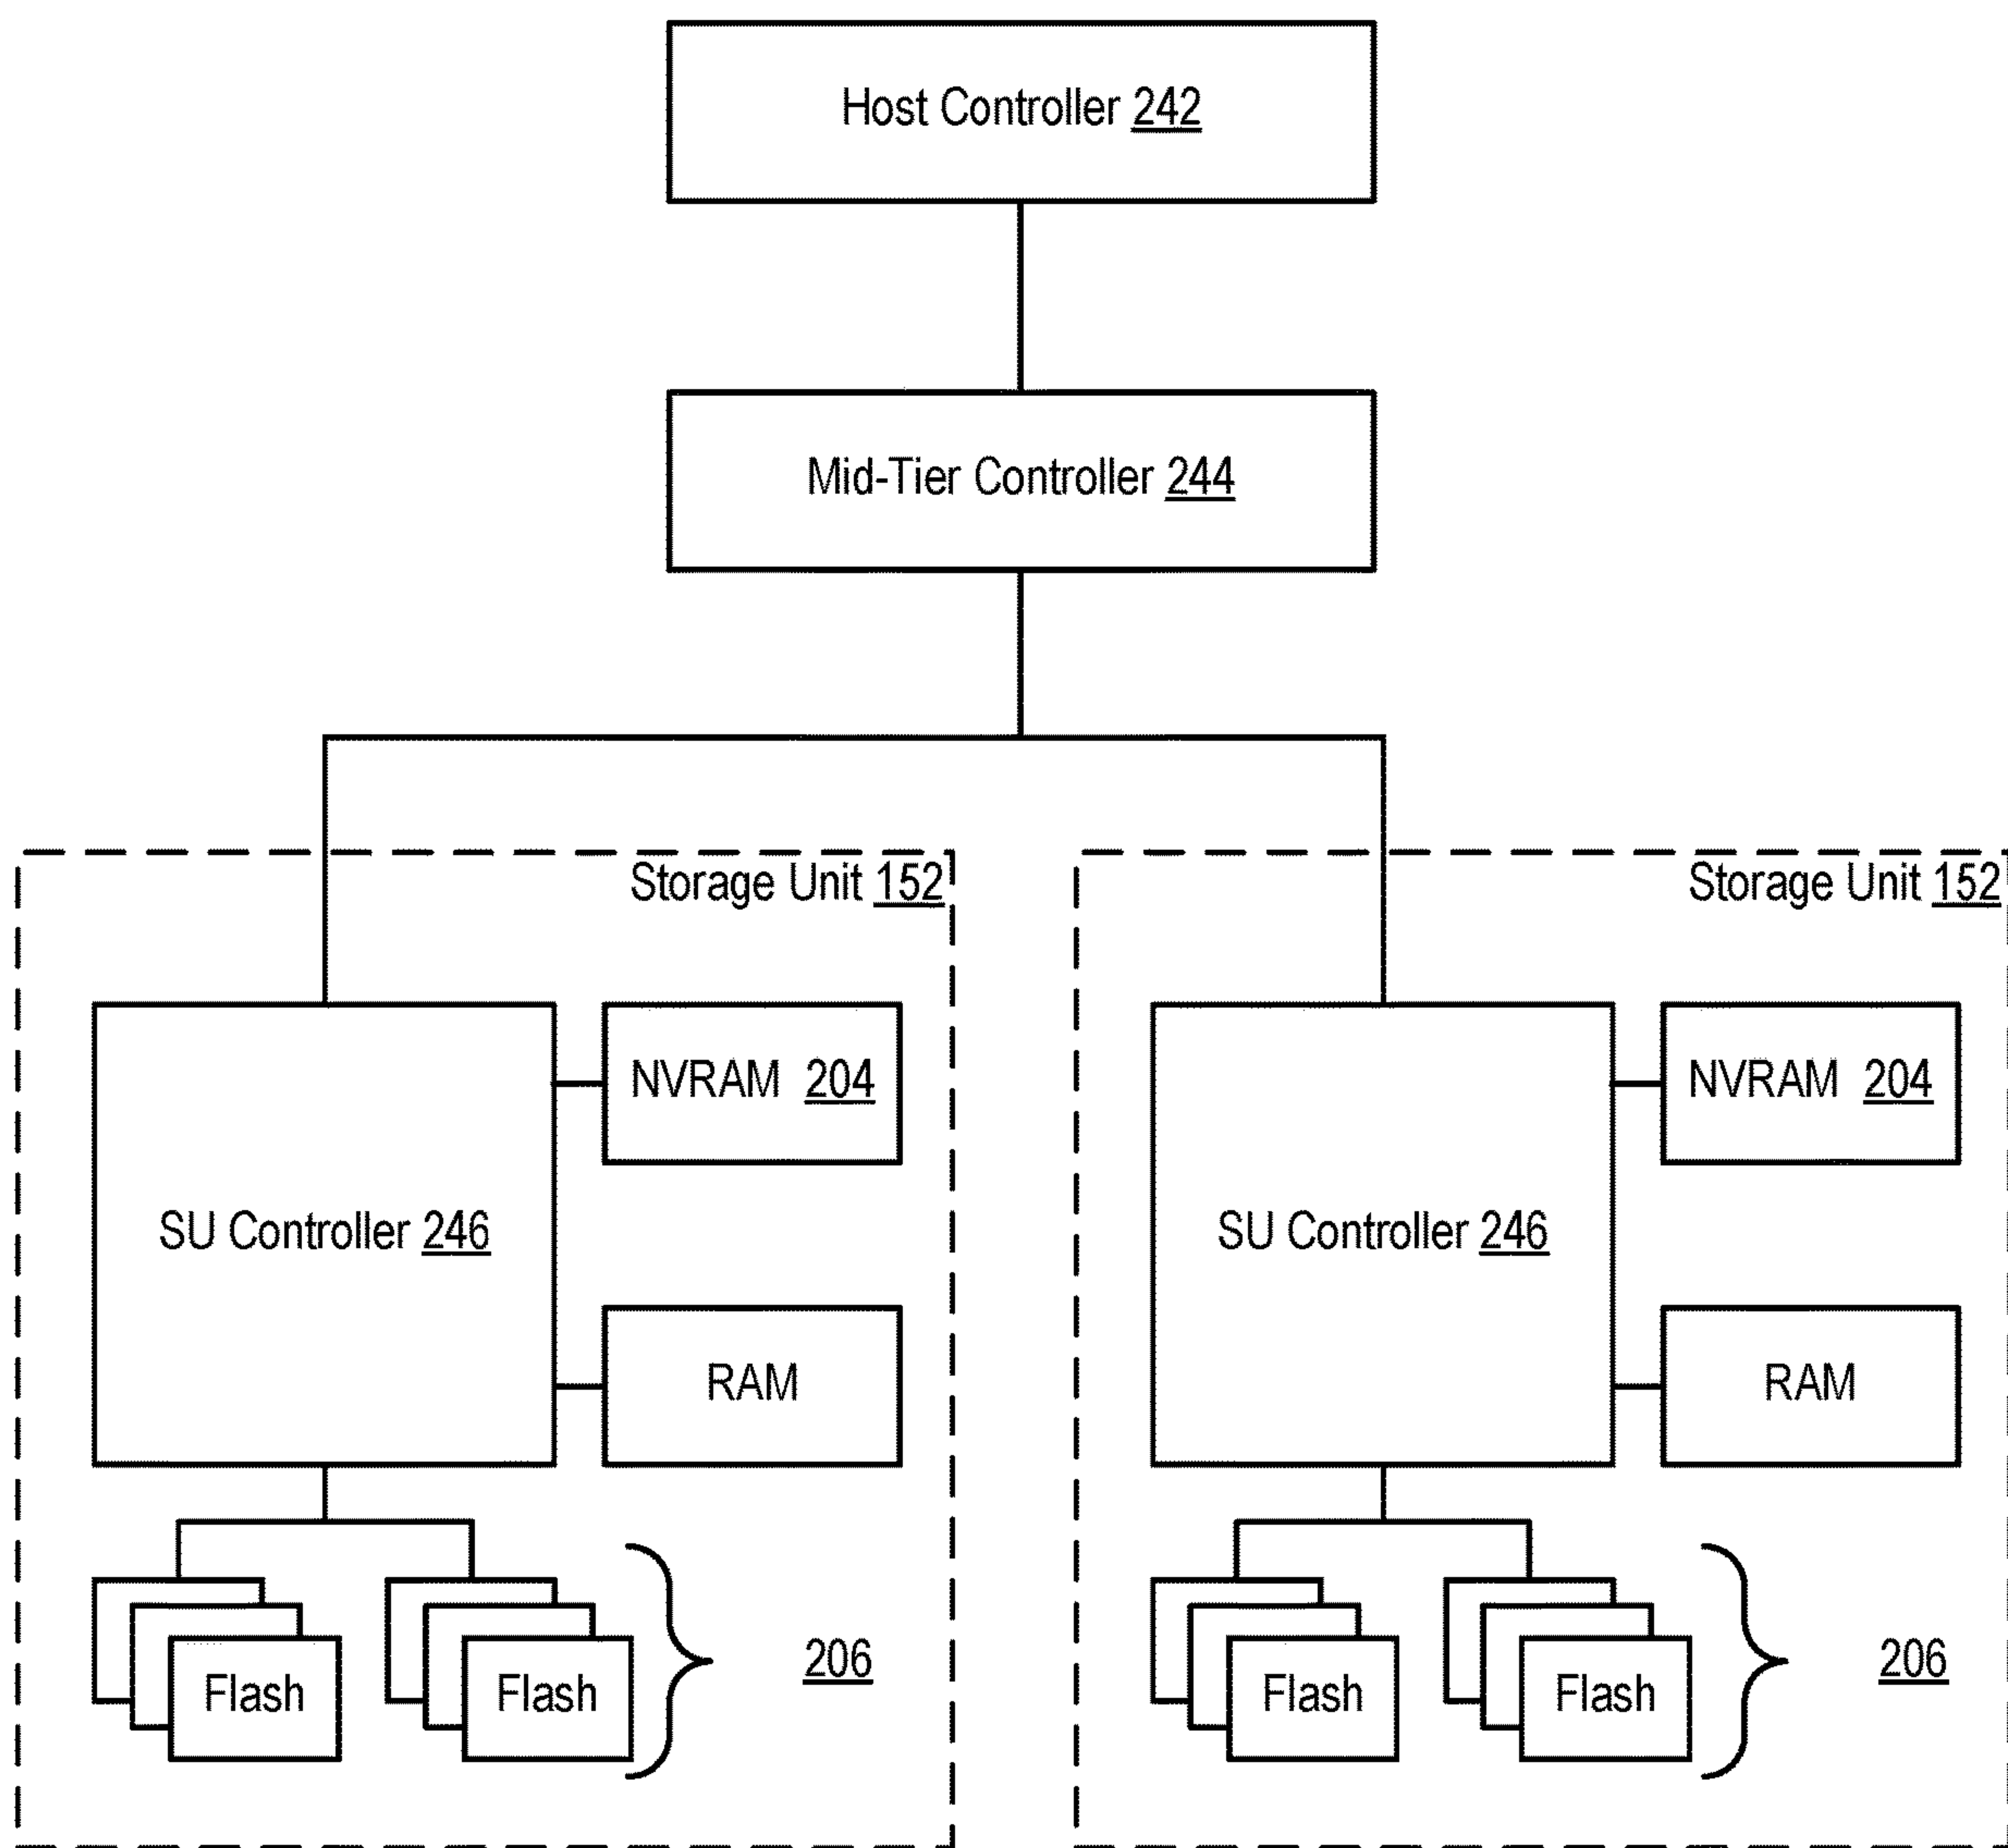 Host Controller 242
Mid-Tier Controller 244
Storage Unit 152
SU Controller 246
NVRAM 204
RAM
Flash
Flash
206
Storage Unit 152
SU Controller 246
NVRAM 204
RAM
Flash
Flash
206